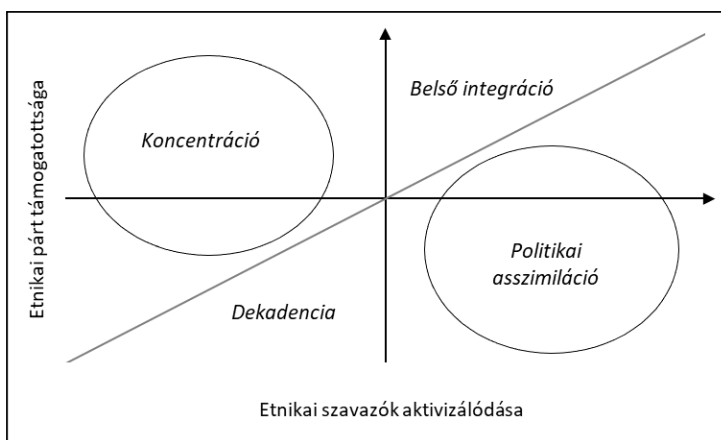 Etnikai párt támogatottsága
Belső integráció
Koncentráció
Politikai
asszimiláció
Dekadencia
Etnikai szavazók aktivizálódása